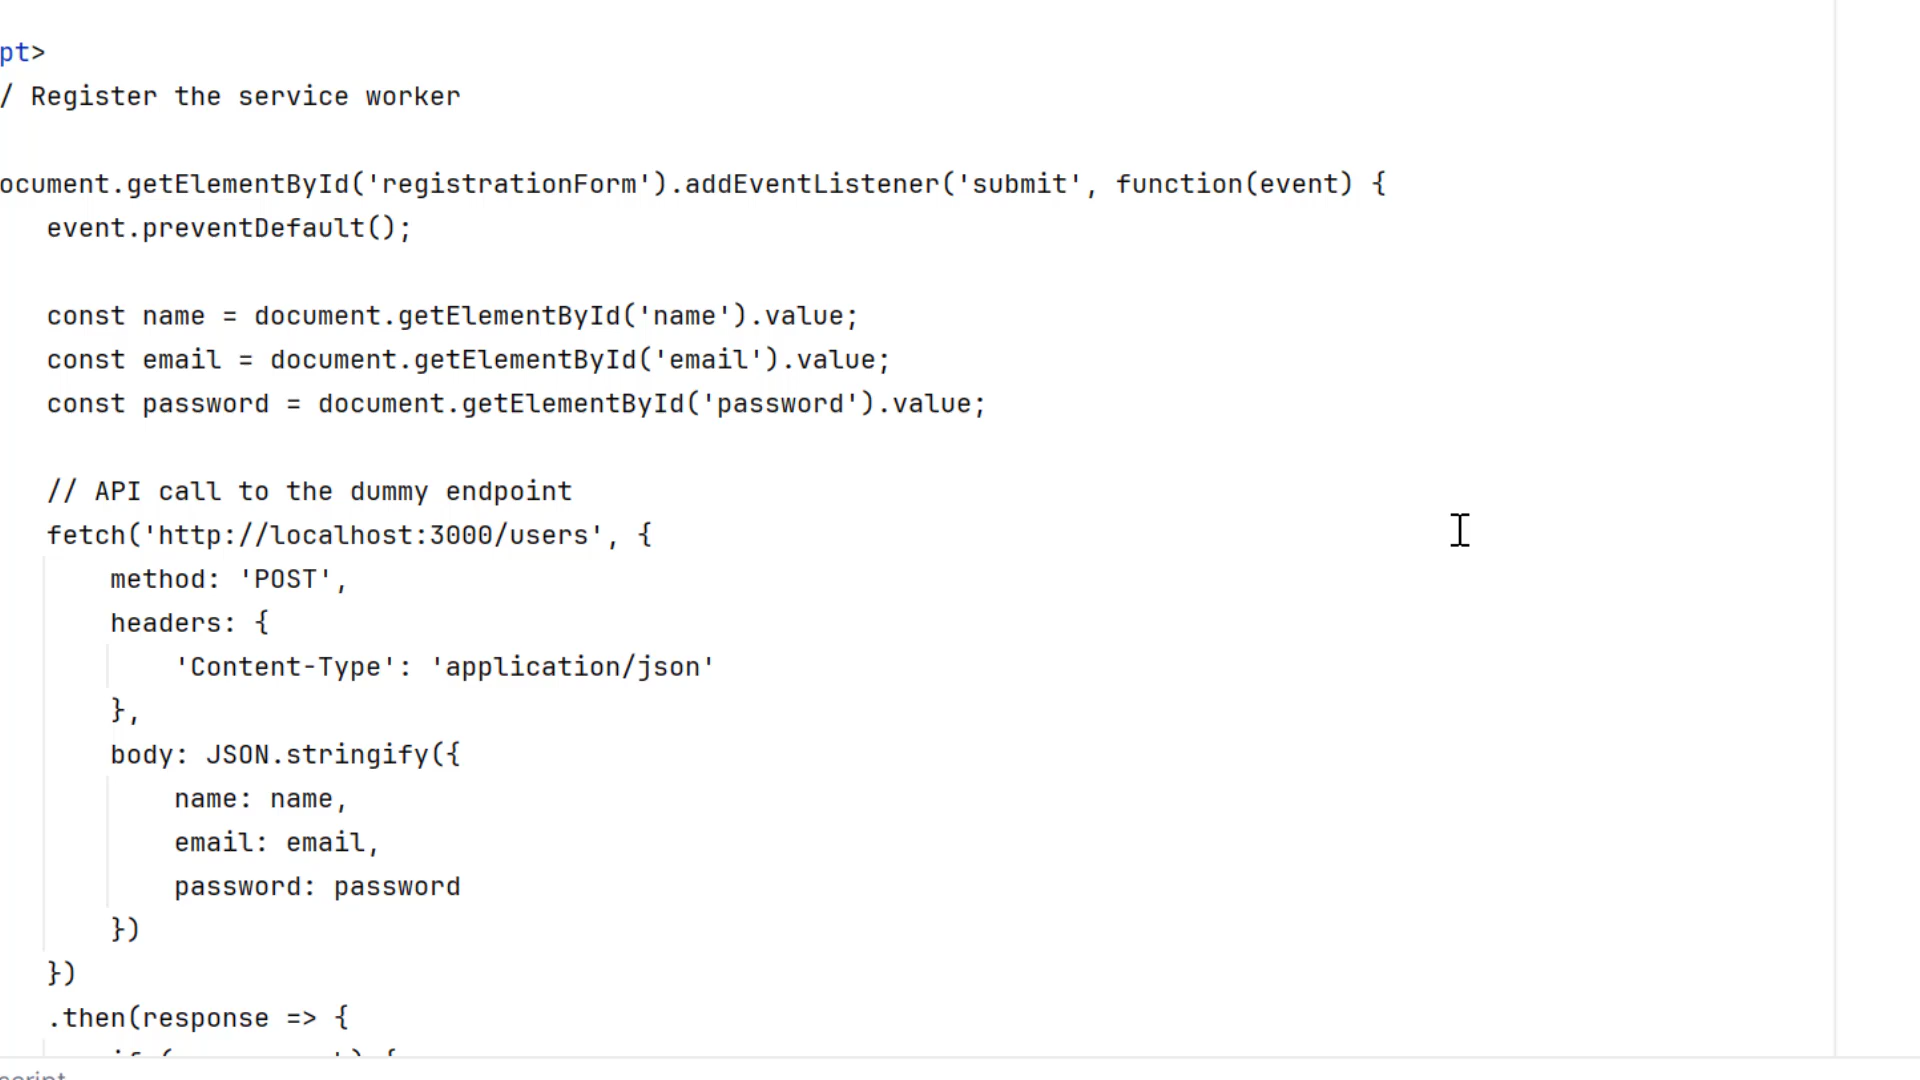 pt>
/ Register the service worker
ocument.getElementById('registrationForm').addEventListener('submit', function(event) {
event.preventDefault();
const name = document.getElementById('name').value;
const email = document.getElementById('email').value;
const password = document.getElementById('password').value;
// API call to the dummy endpoint
fetch('http://localhost:3000/users', {
method: 'POST',
headers: {
'Content-Type': 'application/json'
},
body: JSON.stringify({
name: name,
email: email,
password: password
})
})
.then(response => {